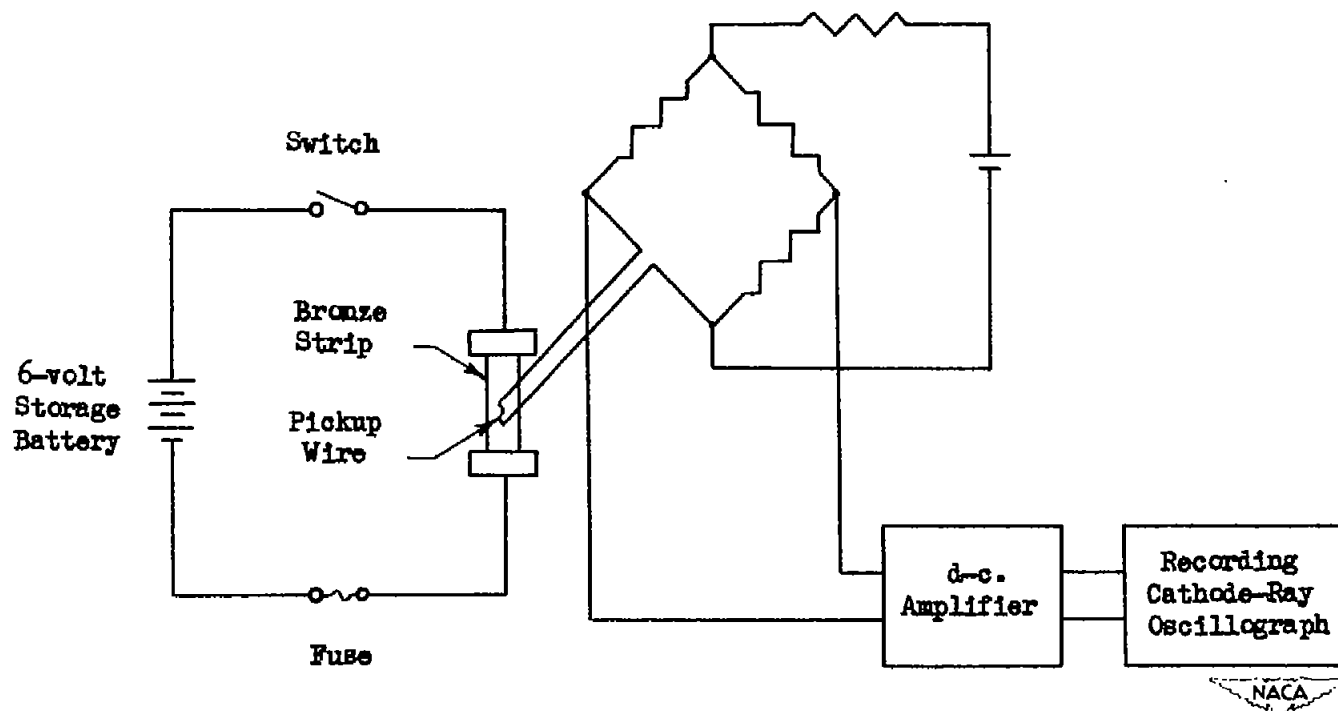 Switch
Bronze
Strip
6-volt
Storage
Battery
Pickup
Wire
Fuse
d-c.
Amplifier
Recording
Cathode-Ray
Oscillograph
NACA